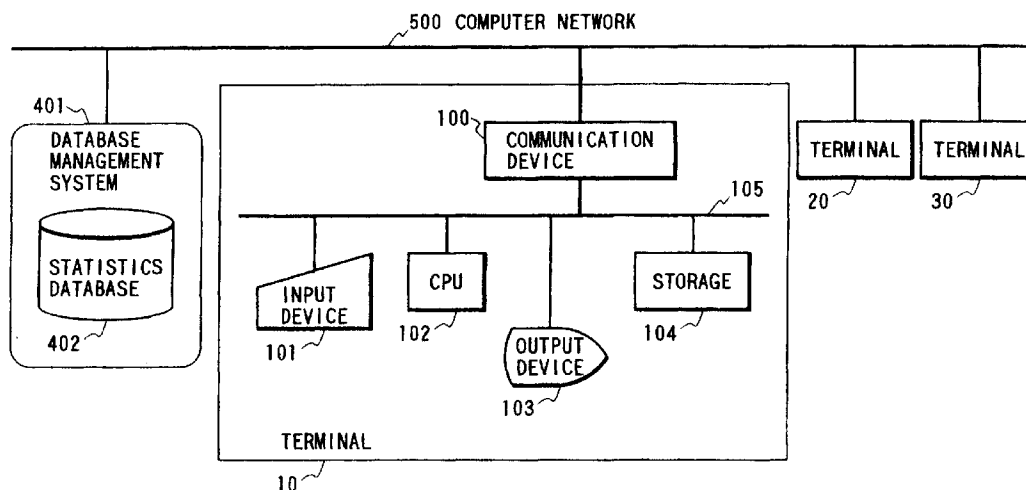 500 COMPUTER NETWORK
401
DATABASE
MANAGEMENT
SYSTEM
STATISTICS
DATABASE
402
100
COMMUNICATION
DEVICE
105
INPUT
DEVICE
101
CPU
102
OUTPUT
DEVICE
103
STORAGE
104
TERMINAL
10
TERMINAL
20
TERMINAL
30